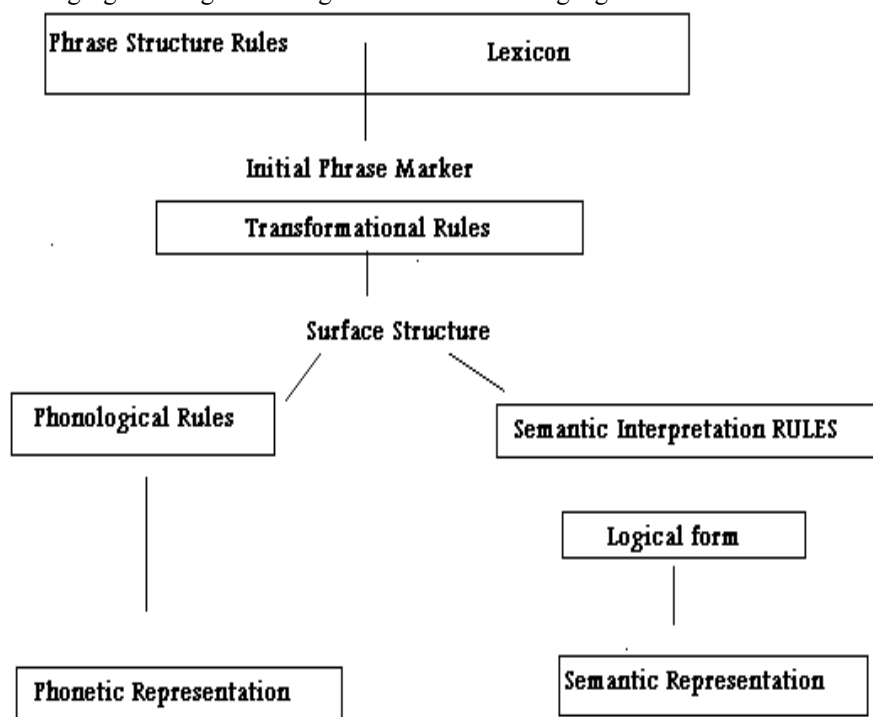 Phrase Structure Rules
Lexicon
Initial Phrase Marker
Transformational Rules
Surface Structure
Phonological Rules
Semantic Interpretation RULES
Logical form
Phonetic Representation
Semantic Representation